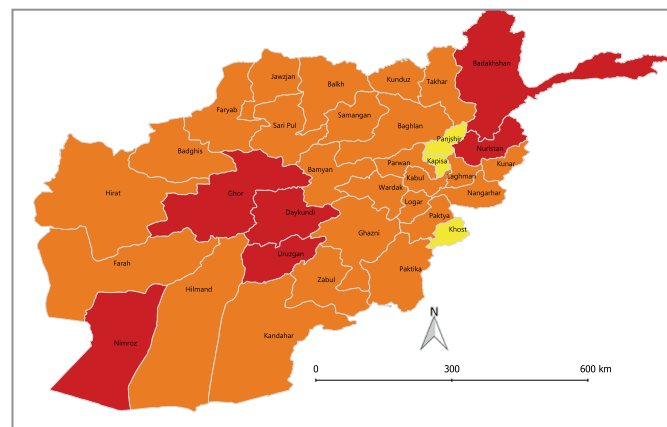 Badakhshan
Jawzjan
Balkh
Kunduz
Takhar
Faryab
Samangan
Sari Pul
Baghlan
Panjshir
Badghis
Nuristan
Kapisa
Parwan
Kunar
Bamyan
Laghman
Kabul
Hirat
Ghor
Wardak
Nangarhar
Logar
Daykundi
Paktya
Khost
Ghazni
Uruzgan
Farah
Paktika
Zabul
Hilmand
Kandahar
Nimroz
N
0 300 600 km